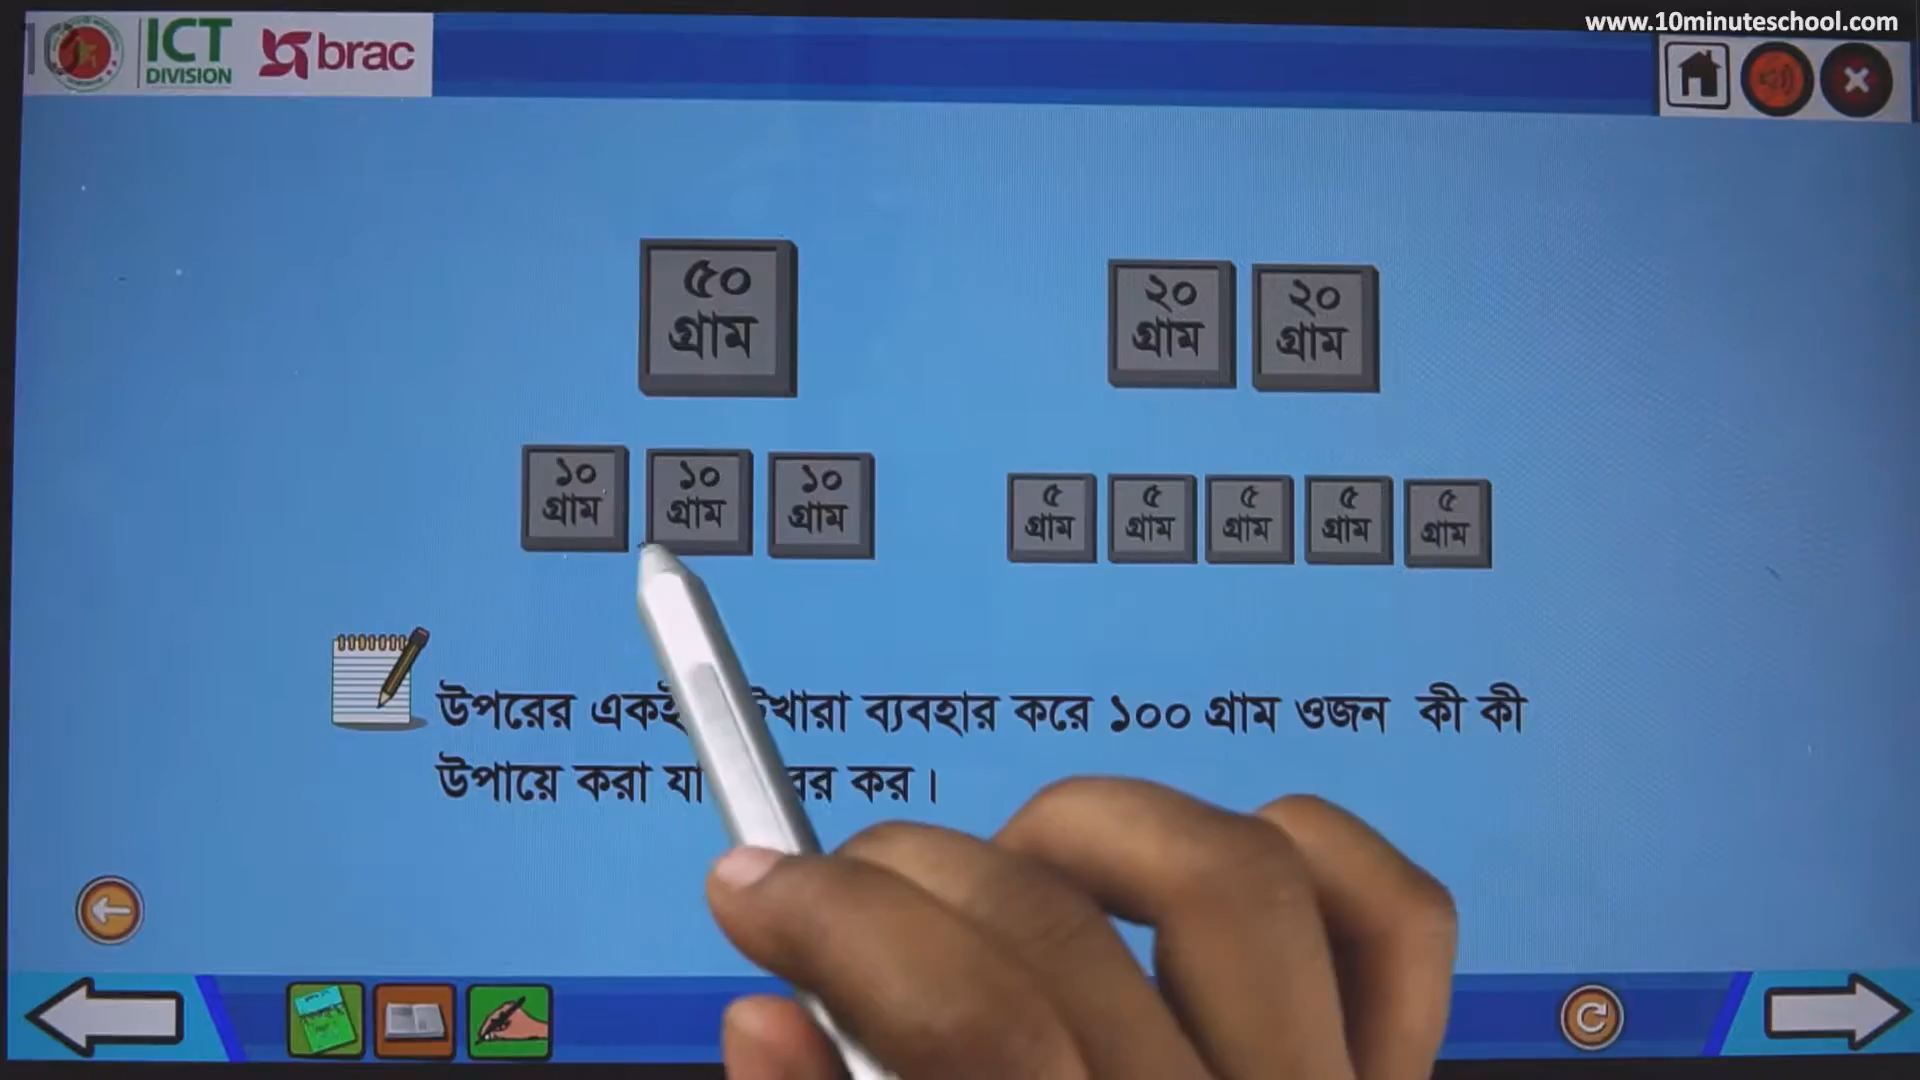 www.10minuteschool.com
ICT
DIVISION
brac
৫০
গ্রাম
২০
গ্রাম
২০
গ্রাম
১০
গ্রাম
১০
গ্রাম
১০
গ্রাম
৫
গ্রাম
৫
গ্রাম
৫
গ্রাম
৫
গ্রাম
৫
গ্রাম
উপরের ব্যবহার করে ১০০ গ্রাম ওজন কী কী
উপায়ে করা কর।